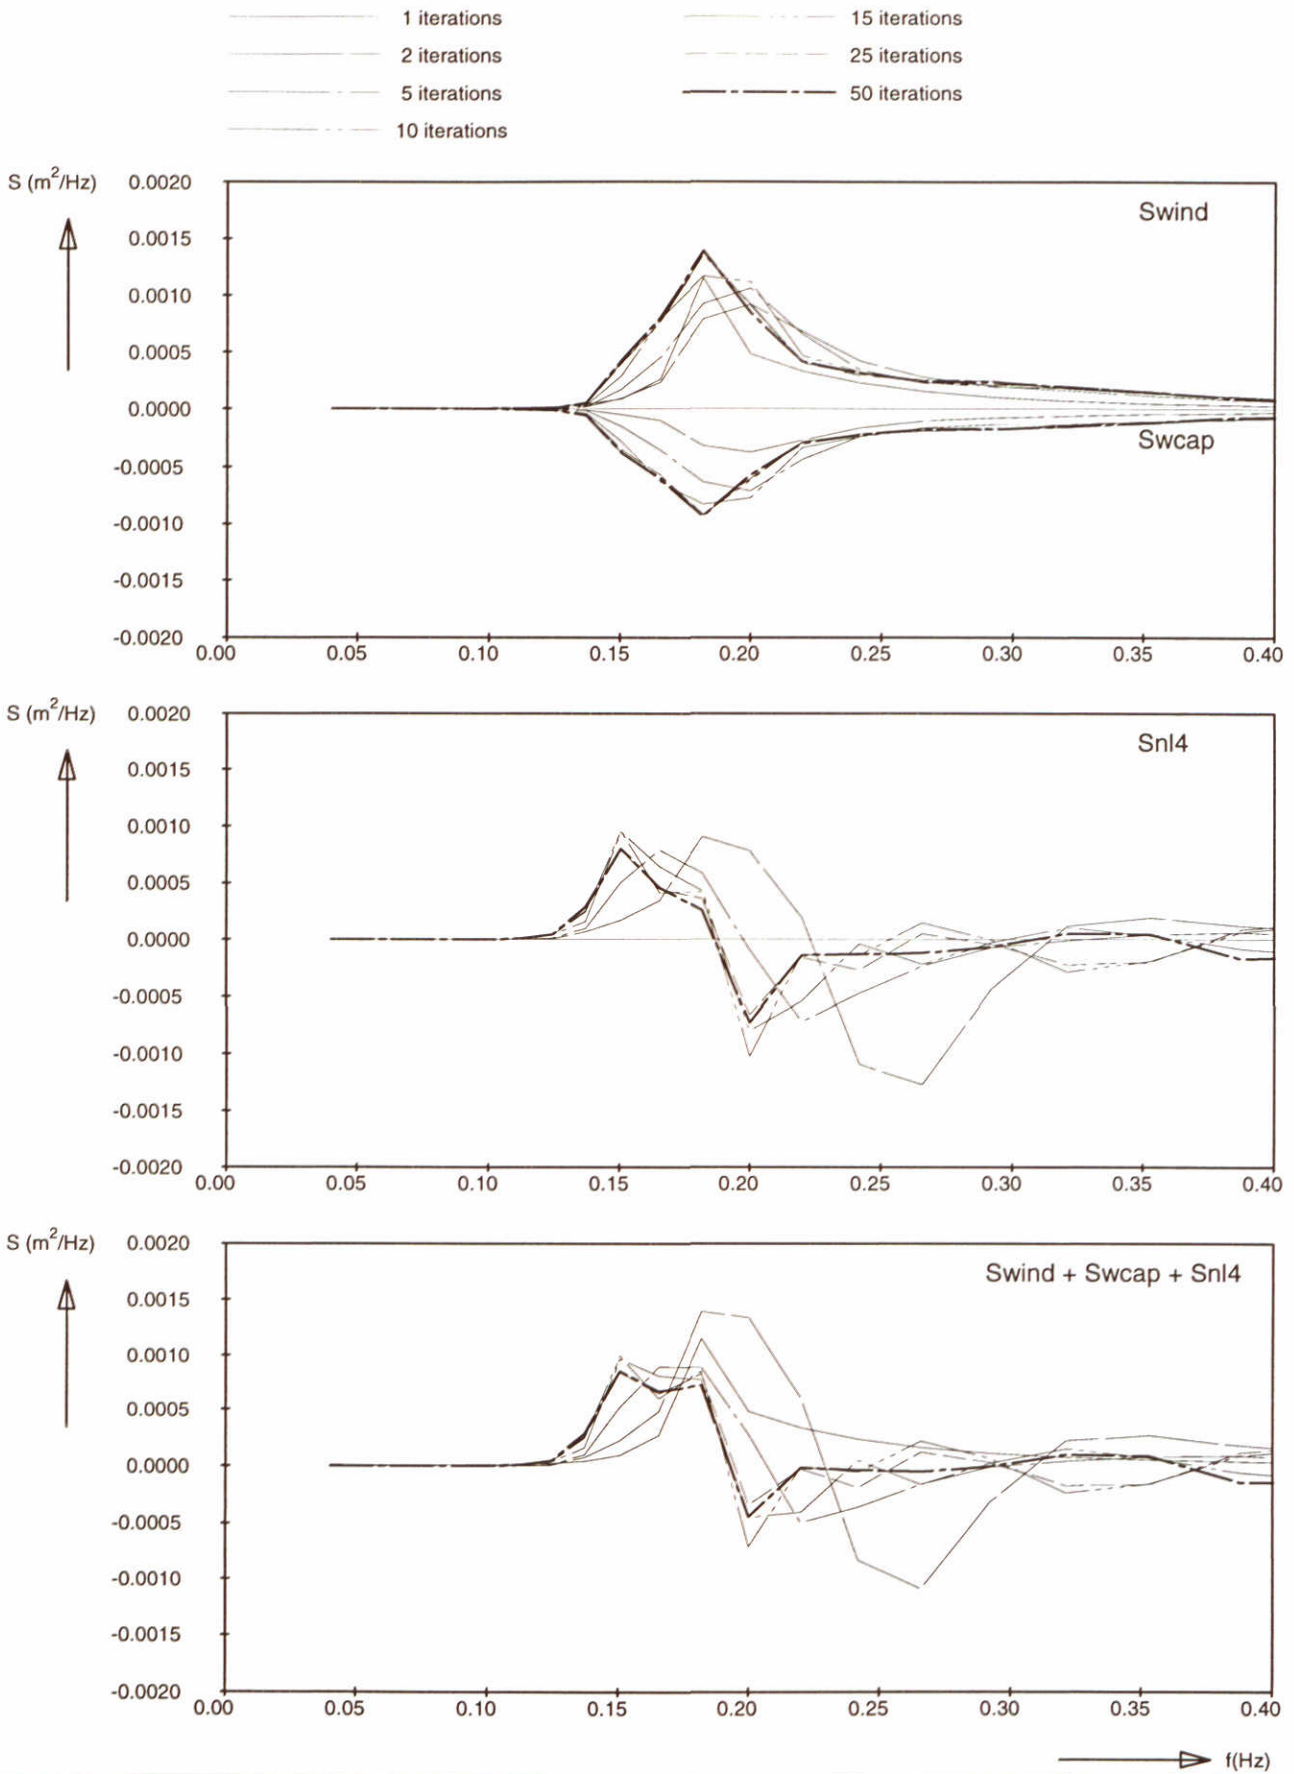 1 iterations
15 iterations
2 iterations
25 iterations
5 iterations
50 iterations
10 iterations
S (m²/Hz)
0.0020
0.0015
0.0010
0.0005
0.0000
-0.0005
-0.0010
-0.0015
-0.0020
Swind
Swcap
0.00 0.05 0.10 0.15 0.20 0.25 0.30 0.35 0.40
S (m²/Hz)
0.0020
0.0015
0.0010
0.0005
0.0000
-0.0005
-0.0010
-0.0015
-0.0020
Snl4
0.00 0.05 0.10 0.15 0.20 0.25 0.30 0.35 0.40
S (m²/Hz)
0.0020
0.0015
0.0010
0.0005
0.0000
-0.0005
-0.0010
-0.0015
-0.0020
Swind + Swcap + Snl4
0.00 0.05 0.10 0.15 0.20 0.25 0.30 0.35 0.40
f(Hz)